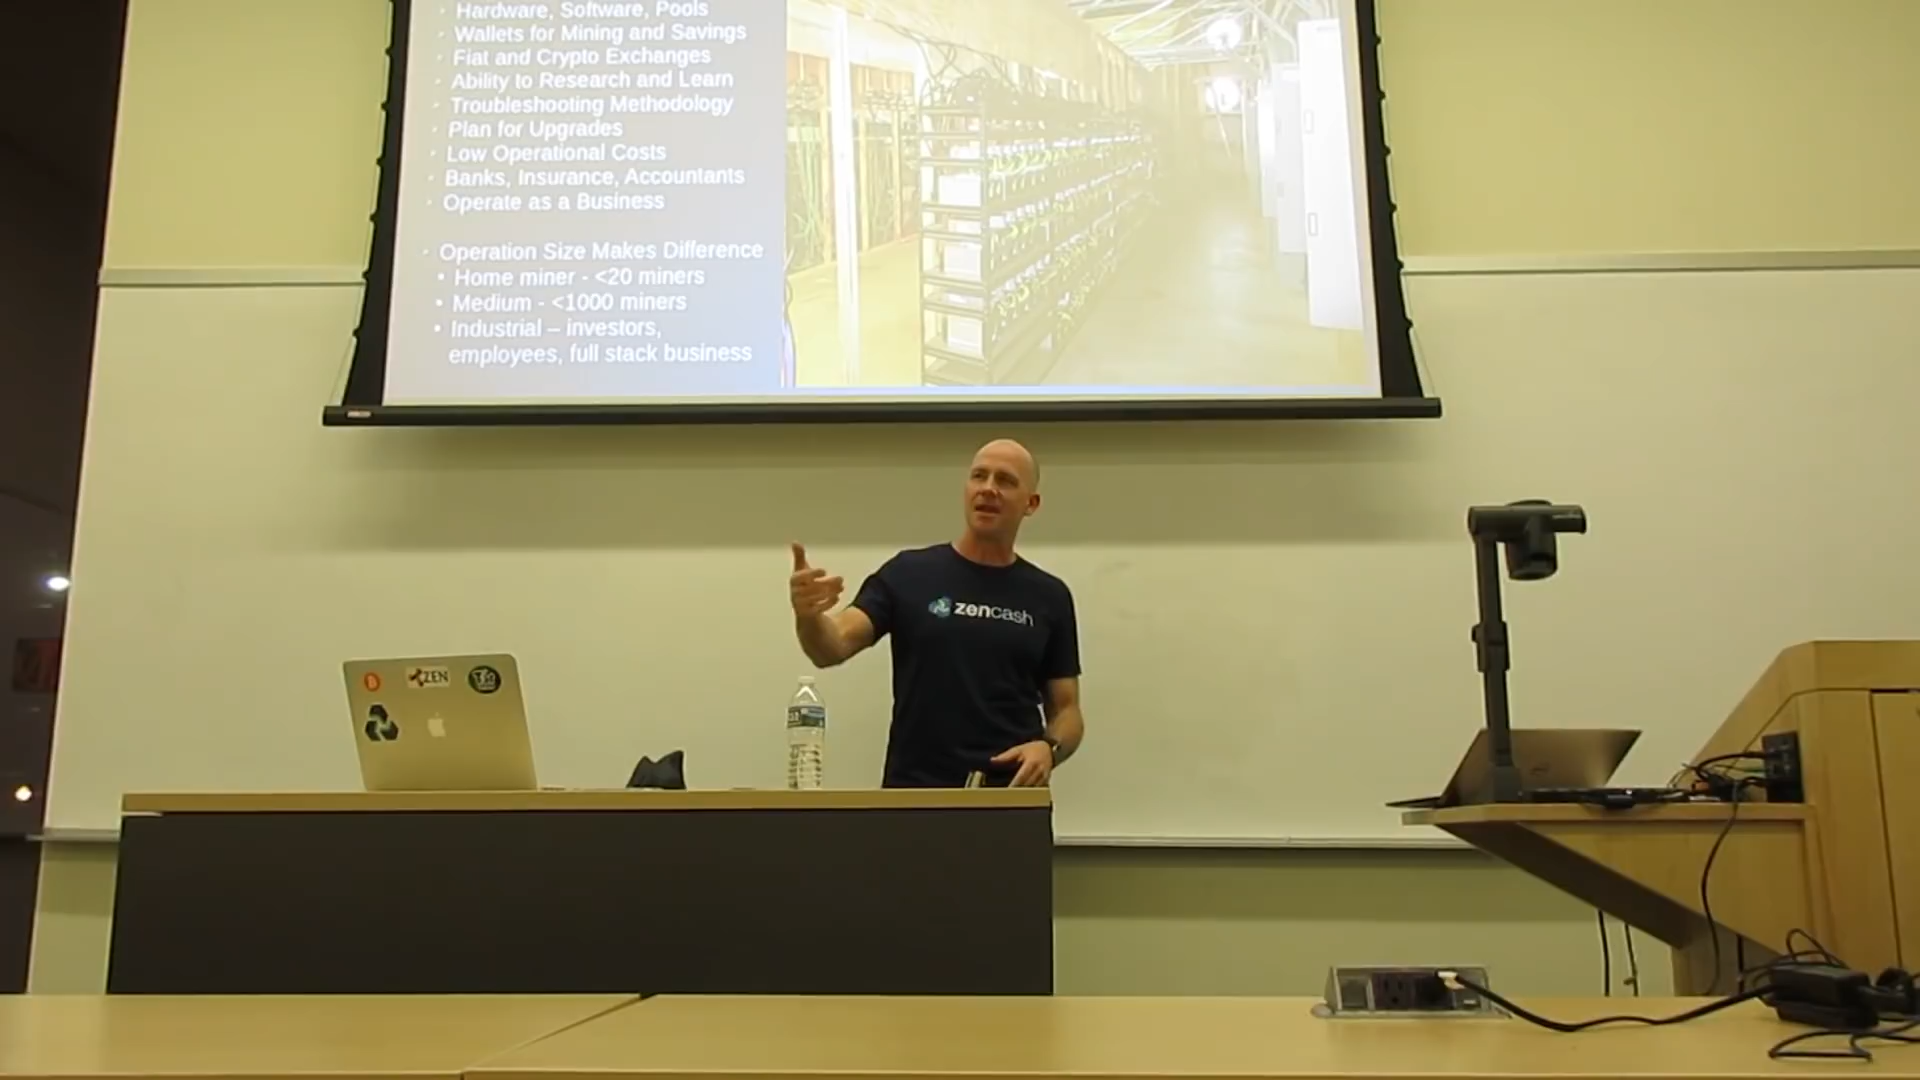 Hardware, Software, Pools
Wallets for Mining and Savings
Fiat and Crypto Exchanges
Ability to Research and Learn
Troubleshooting Methodology
Plan for Upgrades
Low Operational Costs
Banks, Insurance, Accountants
Operate as a Business
Operation Size Makes Difference
• Home miner - <20 miners
• Medium - <1000 miners
• Industrial – investors,
employees, full stack business
zencash
ZEN